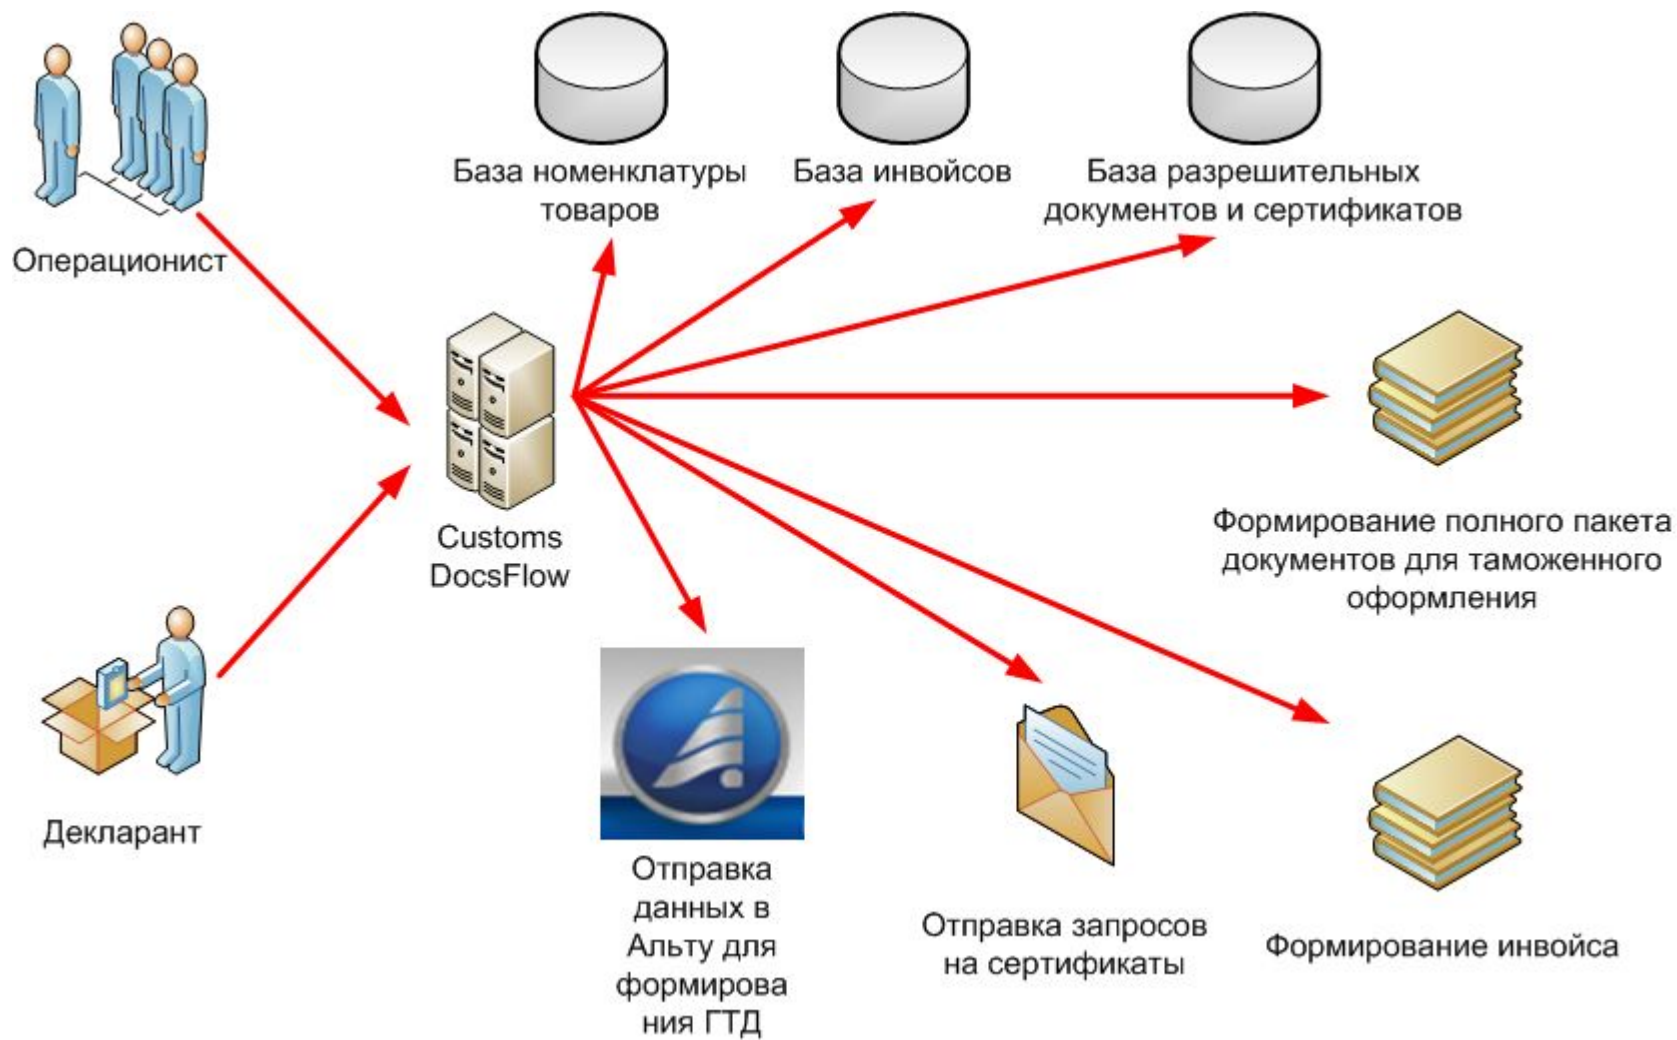 База номенклатуры
товаров
База инвойсов
База разрешительных
документов и сертификатов
Операционист
Customs
DocsFlow
Формирование полного пакета
документов для таможенного
оформления
Декларант
Отправка
данных в
Альту для
формирова
ния ГТД
Отправка запросов
на сертификаты
Формирование инвойса